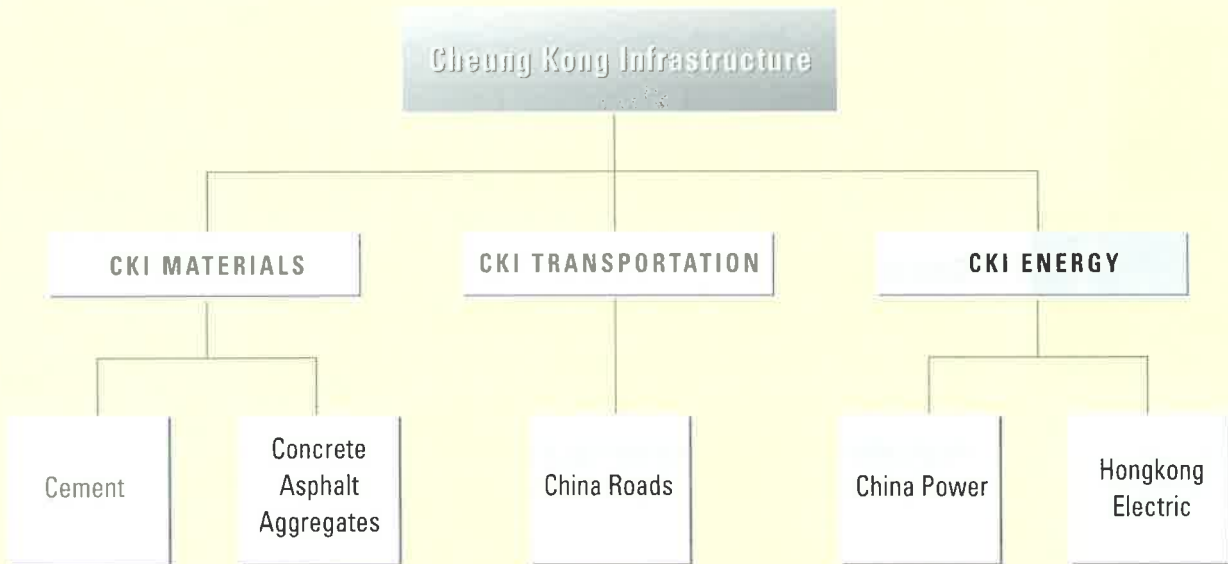 Cheung Kong Infrastructure
CKI MATERIALS
CKI TRANSPORTATION
CKI ENERGY
Cement
Concrete
Asphalt
Aggregates
China Roads
China Power
Hongkong
Electric